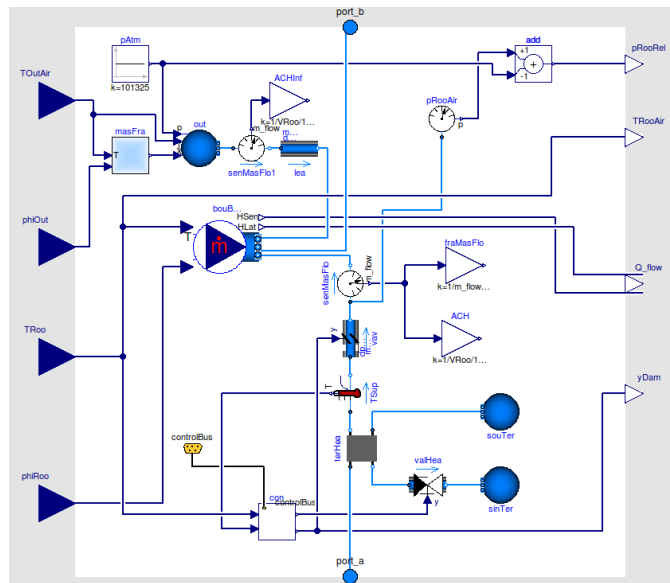 port_b
pAtm
k=101325
TOutAir
ACHInf
k=1/VRoo/1...
add
+1
+
-1
pRooRel
pRooAir
p
TRooAir
masFra
T
out
p
m_flow
m...
senMasFlo1
lea
phiOut
bouB...
HSen
HLat
T
ṁ
senMasFlo
m_flow
fraMasFlo
k=1/m_flow...
Q_flow
ACH
k=1/VRoo/1...
TRoo
y
vav
yDam
T
TSup
souTer
controlBus
terHea
valHea
y
sinTer
phiRoo
con
controlBus
port_a